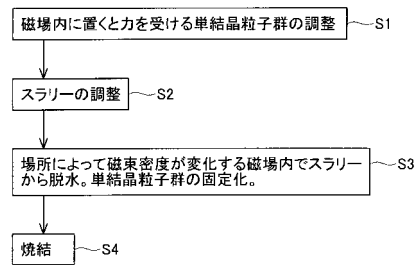 磁場内に置くと力を受ける単結晶粒子群の調整
S1
スラリーの調整
S2
場所によって磁束密度が変化する磁場内でスラリー
から脱水。単結晶粒子群の固定化。
S3
焼結
S4